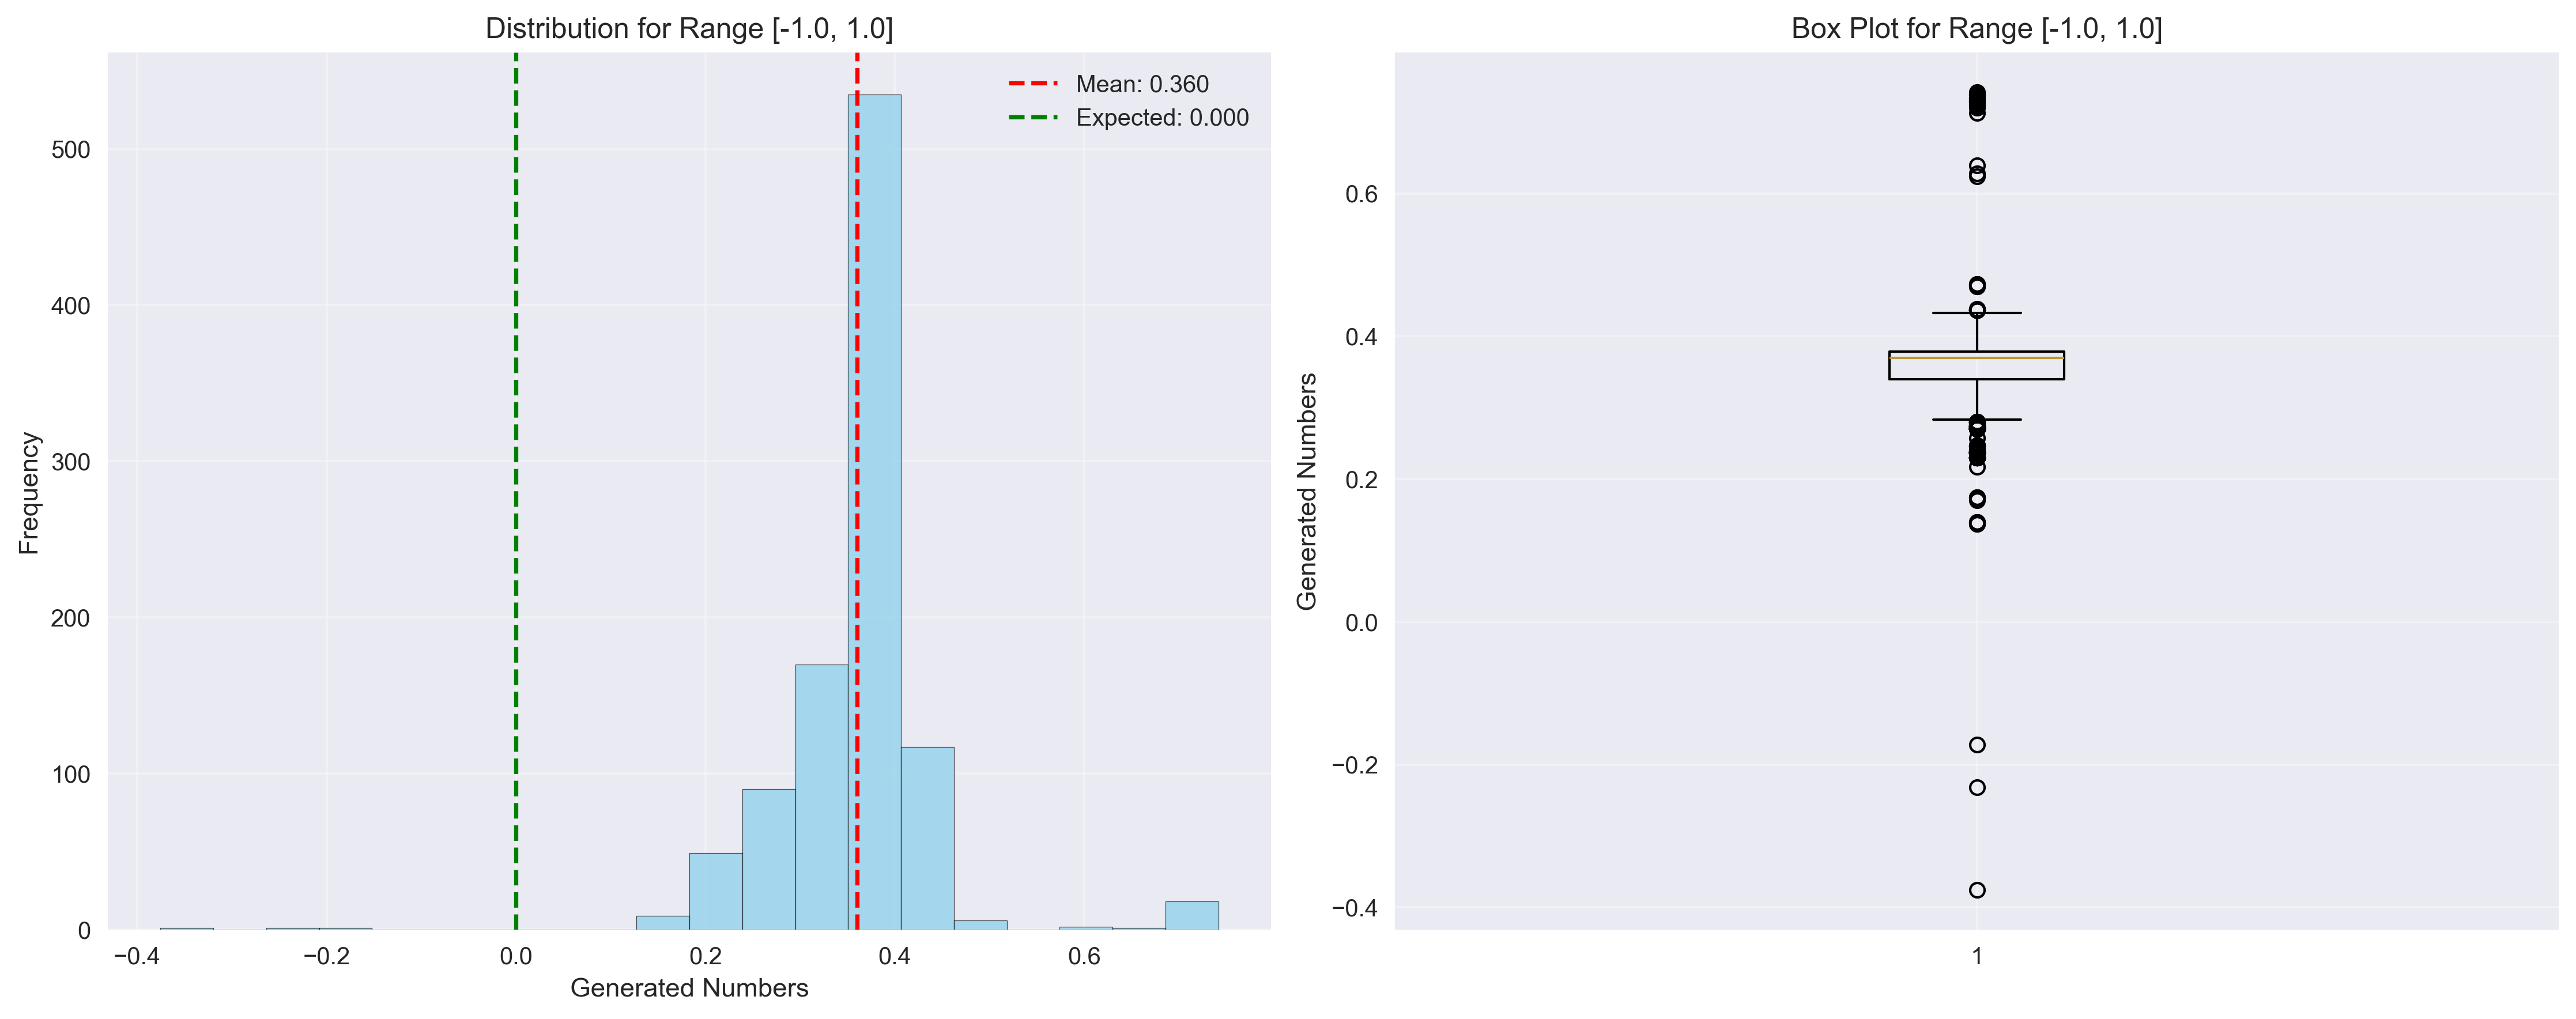 Distribution for Range [-1.0, 1.0]
Mean: 0.360
Expected: 0.000
Frequency
500
400
300
200
100
0
−0.4
−0.2
0.0
0.2
0.4
0.6
Generated Numbers
Box Plot for Range [-1.0, 1.0]
Generated Numbers
0.6
0.4
0.2
0.0
−0.2
−0.4
1